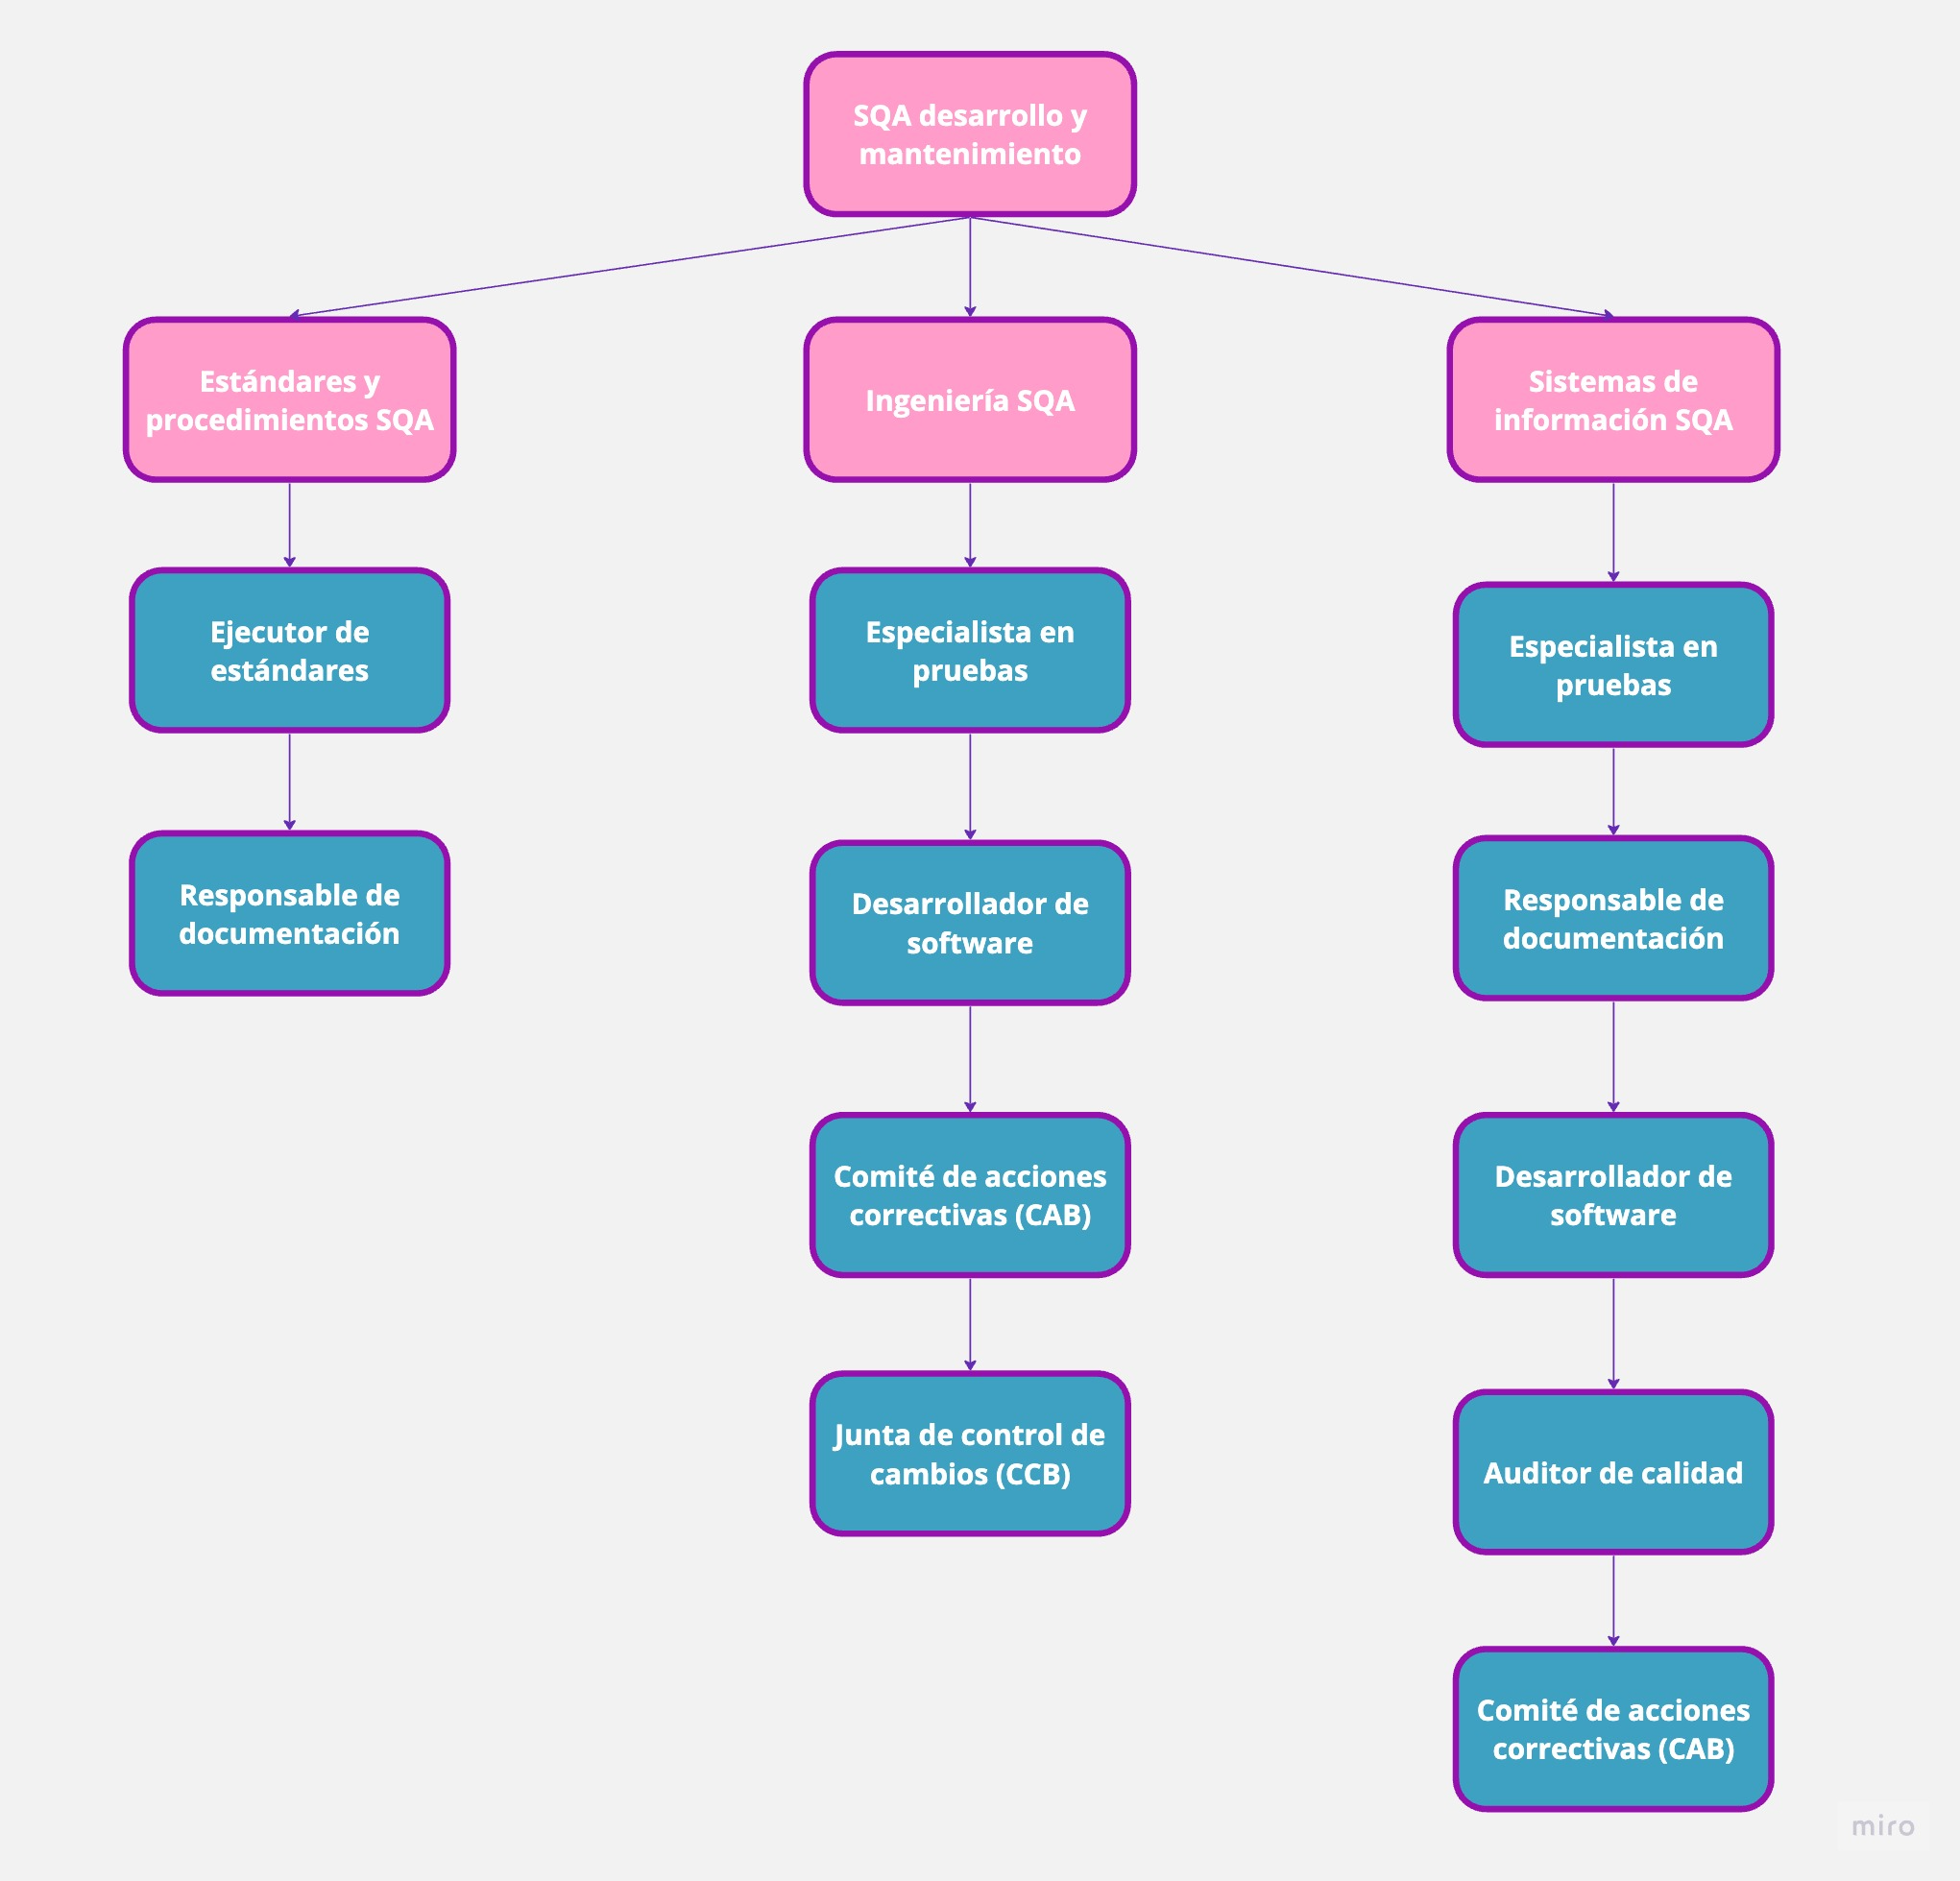 SQA desarrollo y
mantenimiento
Estándares y
procedimientos SQA
Ingeniería SQA
Sistemas de
información SQA
Ejecutor de
estándares
Especialista en
pruebas
Especialista en
pruebas
Responsable de
documentación
Desarrollador de
software
Responsable de
documentación
Comité de acciones
correctivas (CAB)
Desarrollador de
software
Junta de control de
cambios (CCB)
Auditor de calidad
Comité de acciones
correctivas (CAB)
miro